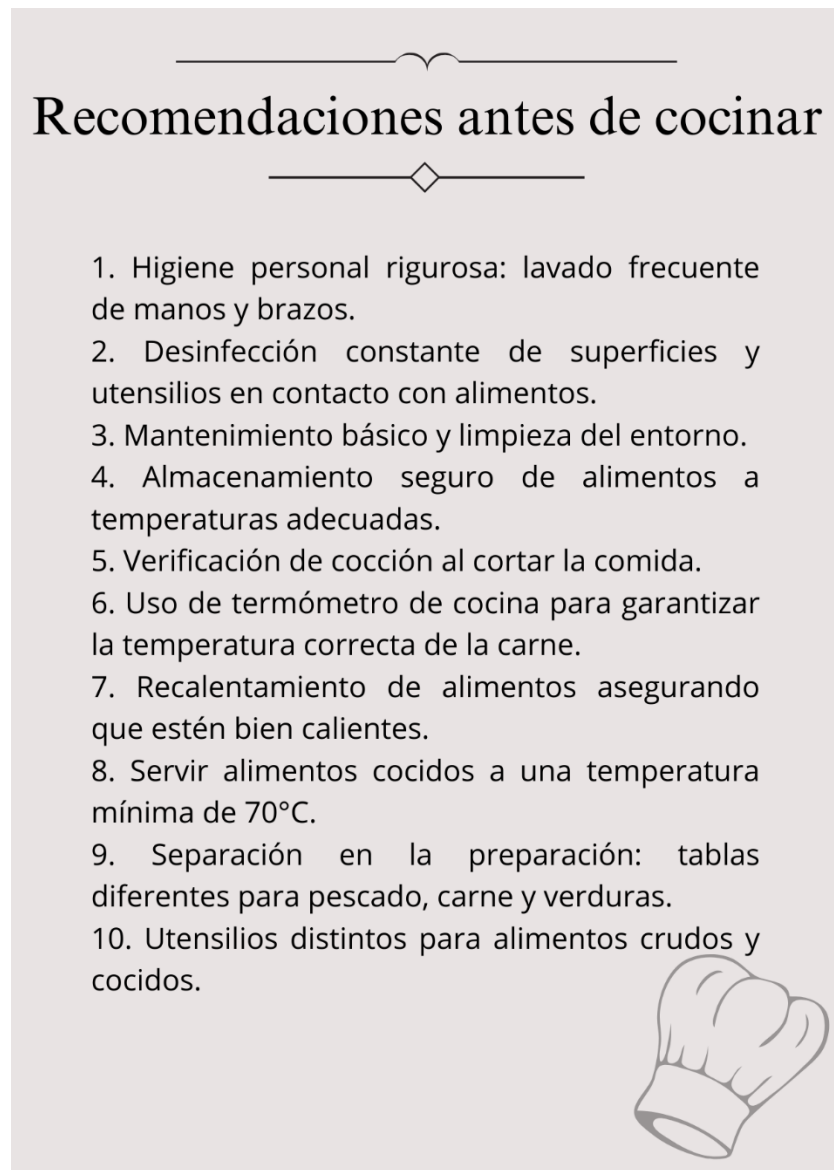 Recomendaciones antes de cocinar
1. Higiene personal rigurosa: lavado frecuente
de manos y brazos.
2. Desinfección constante de superficies y
utensilios en contacto con alimentos.
3. Mantenimiento básico y limpieza del entorno.
4. Almacenamiento seguro de alimentos a
temperaturas adecuadas.
5. Verificación de cocción al cortar la comida.
6. Uso de termómetro de cocina para garantizar
la temperatura correcta de la carne.
7. Recalentamiento de alimentos asegurando
que estén bien calientes.
8. Servir alimentos cocidos a una temperatura
mínima de 70°C.
9. Separación en la preparación: tablas
diferentes para pescado, carne y verduras.
10. Utensilios distintos para alimentos crudos y
cocidos.